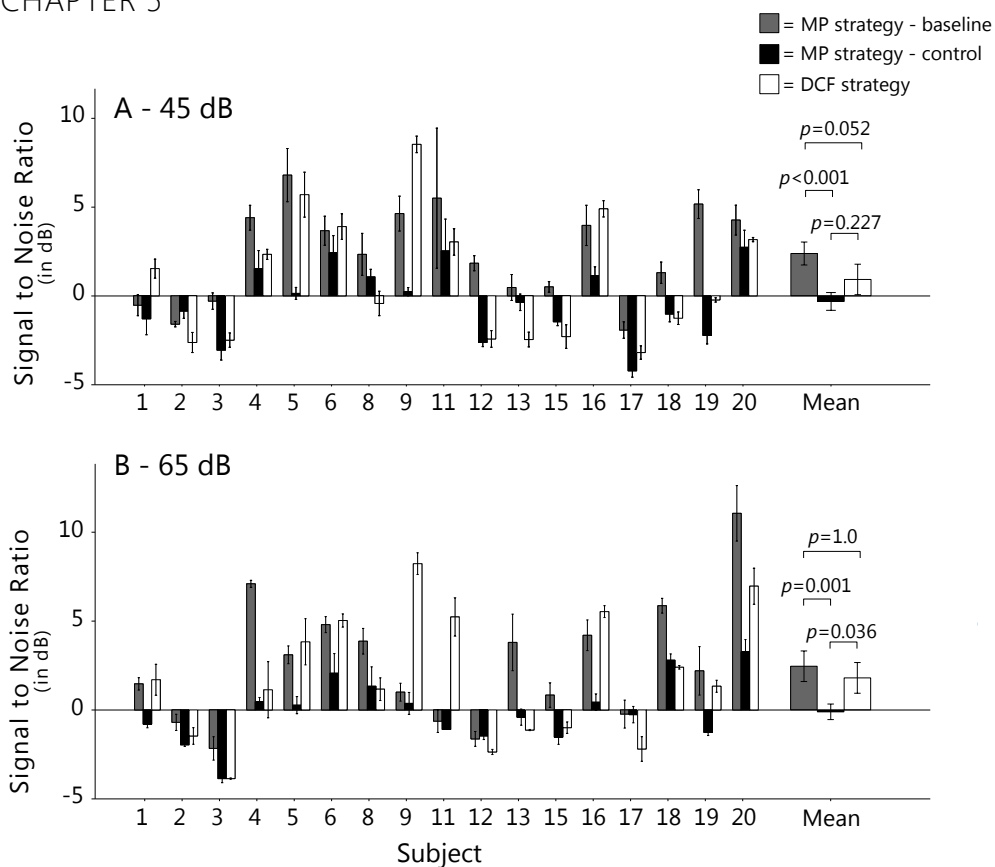 CHAPTER 5
= MP strategy - baseline
= MP strategy - control
= DCF strategy
A - 45 dB
Signal to Noise Ratio
(in dB)
10
5
0
-5
p=0.052
p<0.001
p=0.227
1 2 3 4 5 6 8 9 11 12 13 15 16 17 18 19 20 Mean
B - 65 dB
Signal to Noise Ratio
(in dB)
10
5
0
-5
p=1.0
p=0.001
p=0.036
1 2 3 4 5 6 8 9 11 12 13 15 16 17 18 19 20 Mean
Subject